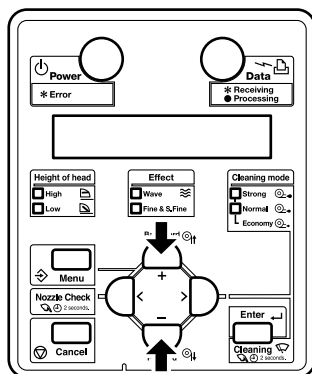 Power
Data
* Error
* Receiving
● Processing
Height of head
High
Low
Effect
Wave
Fine & S.Fine
Cleaning mode
Strong
Normal
Economy
Menu
+
< >
−
Nozzle Check
2 seconds.
Enter
Cancel
Cleaning
2 seconds.